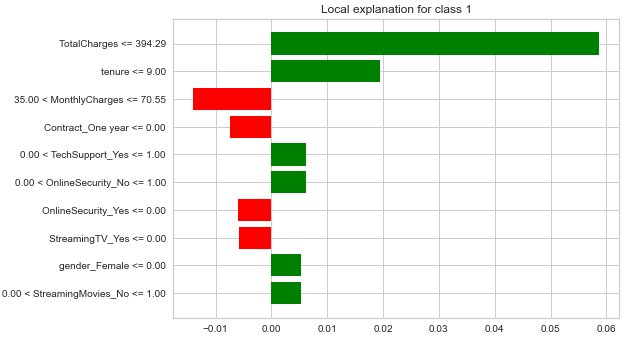 Local explanation for class 1
TotalCharges <= 394.29
tenure <= 9.00
35.00 < MonthlyCharges <= 70.55
Contract_One year <= 0.00
0.00 < TechSupport_Yes <= 1.00
0.00 < OnlineSecurity_No <= 1.00
OnlineSecurity_Yes <= 0.00
StreamingTV_Yes <= 0.00
gender_Female <= 0.00
0.00 < StreamingMovies_No <= 1.00
−0.01 0.00 0.01 0.02 0.03 0.04 0.05 0.06